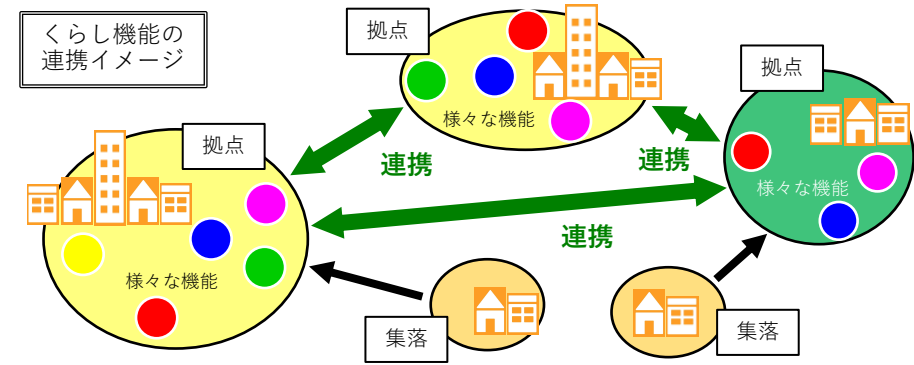 くらし機能の
連携イメージ
拠点
様々な機能
拠点
様々な機能
連携
連携
拠点
様々な機能
連携
集落
集落